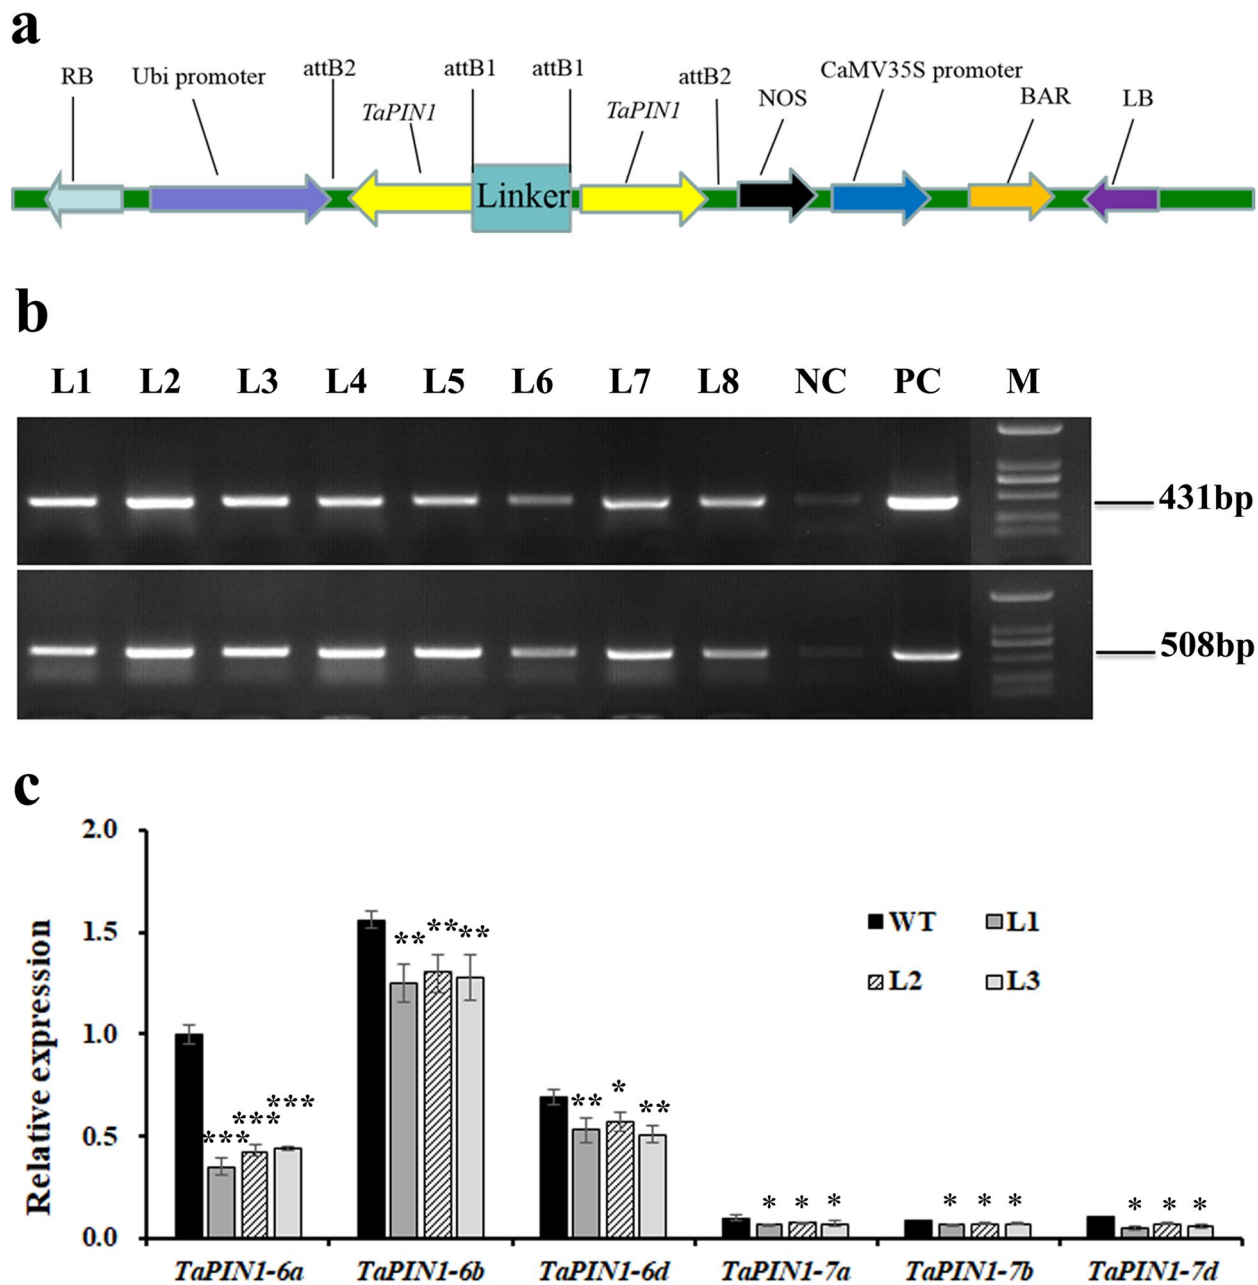 a
RB Ubi promoter attB2 attB1 attB1 attB2 CaMV35S promoter
TaPIN1 TaPIN1 NOS BAR LB
Linker
b
L1 L2 L3 L4 L5 L6 L7 L8 NC PC M
431bp
508bp
c
2.0
1.5
1.0
0.5
0.0
Relative expression
WT L1
L2 L3
*** *** ***
** ** **
** * **
* * *
* * *
* * *
TaPIN1-6a TaPIN1-6b TaPIN1-6d TaPIN1-7a TaPIN1-7b TaPIN1-7d